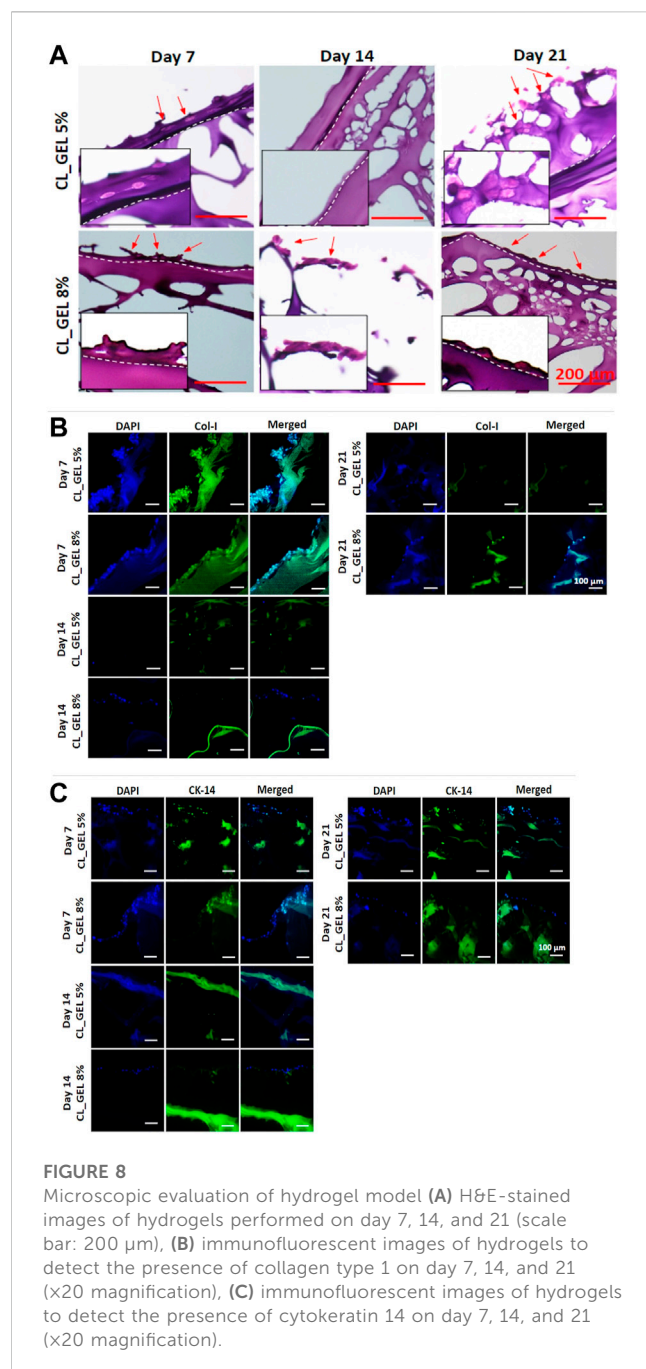 A
Day 7 Day 14 Day 21
CL_GEL 5%
CL_GEL 8%
200 µm
B
DAPI Col-I Merged
Day 7
CL_GEL 5%
Day 7
CL_GEL 8%
Day 14
CL_GEL 5%
Day 14
CL_GEL 8%
DAPI Col-I Merged
Day 21
CL_GEL 5%
Day 21
CL_GEL 8%
100 µm
C
DAPI CK-14 Merged
Day 7
CL_GEL 5%
Day 7
CL_GEL 8%
Day 14
CL_GEL 5%
Day 14
CL_GEL 8%
DAPI CK-14 Merged
Day 21
CL_GEL 5%
Day 21
CL_GEL 8%
100 µm
FIGURE 8
Microscopic evaluation of hydrogel model (A) H&E-stained
images of hydrogels performed on day 7, 14, and 21 (scale
bar: 200 µm), (B) immunofluorescent images of hydrogels to
detect the presence of collagen type 1 on day 7, 14, and 21
(×20 magnification), (C) immunofluorescent images of hydrogels
to detect the presence of cytokeratin 14 on day 7, 14, and 21
(×20 magnification).